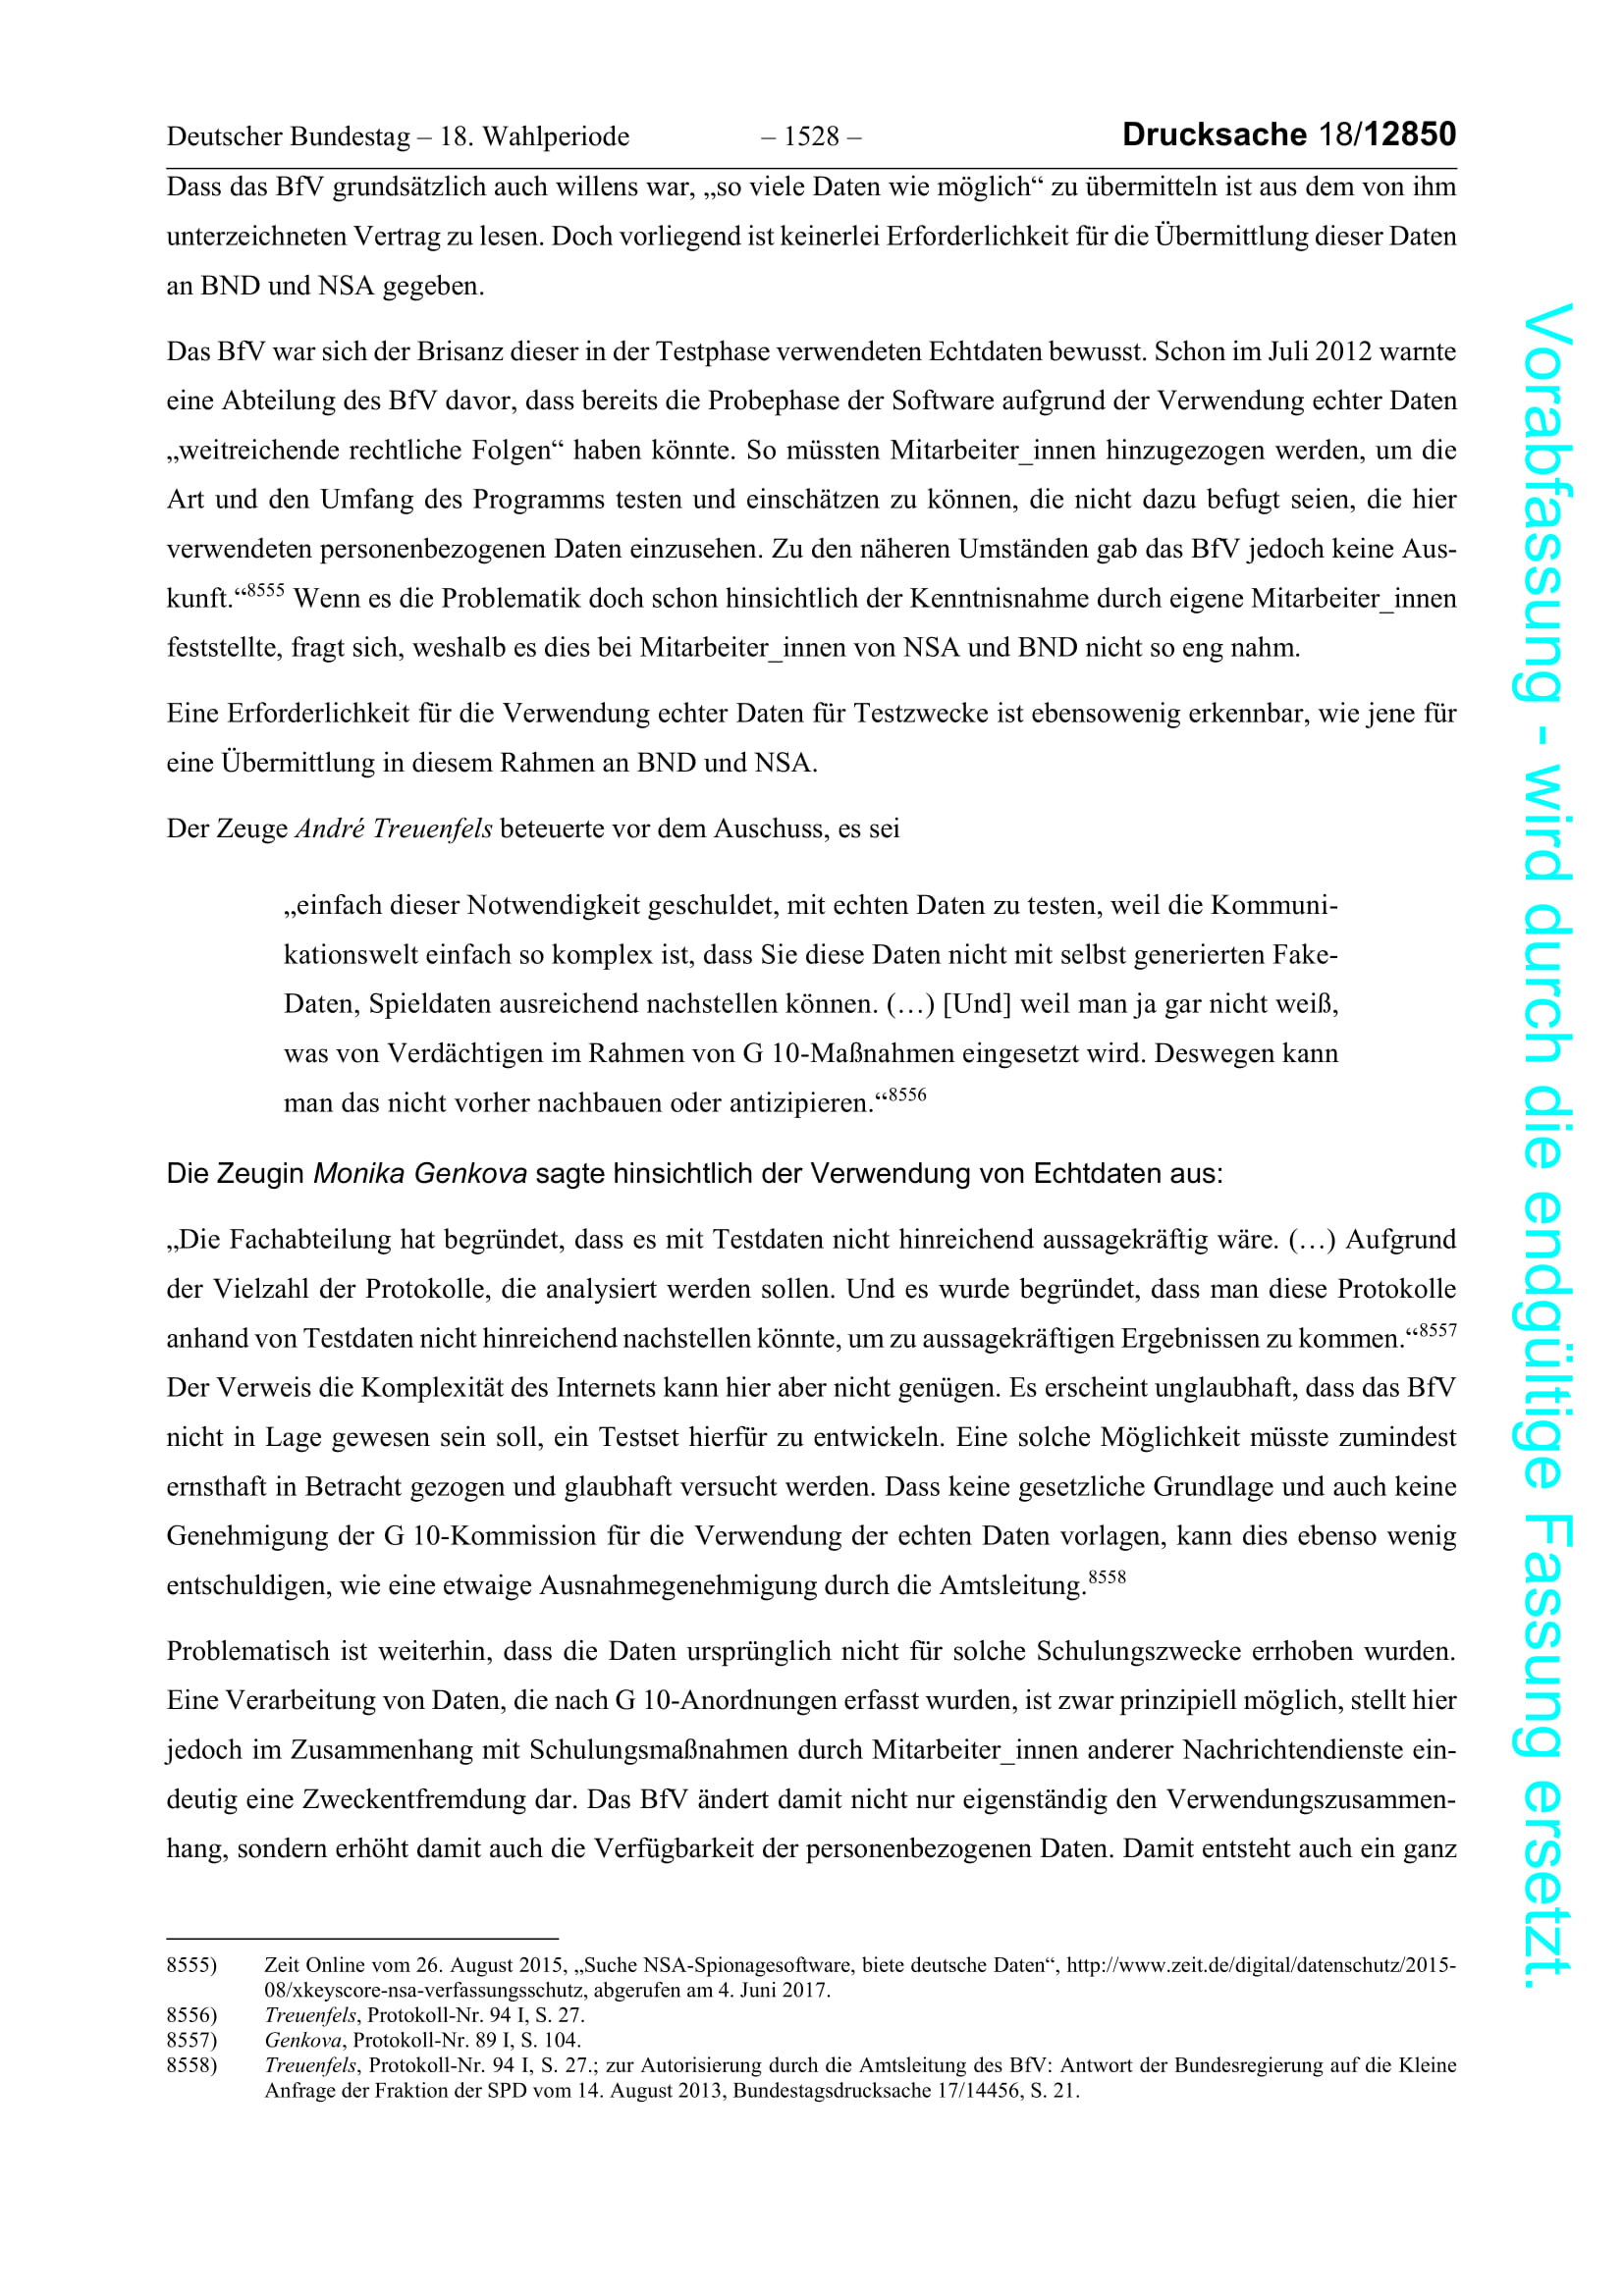 Deutscher Bundestag – 18. Wahlperiode – 1528 – Drucksache 18/12850
Dass das BfV grundsätzlich auch willens war, „so viele Daten wie möglich“ zu übermitteln ist aus dem von ihm
unterzeichneten Vertrag zu lesen. Doch vorliegend ist keinerlei Erforderlichkeit für die Übermittlung dieser Daten
an BND und NSA gegeben.
Das BfV war sich der Brisanz dieser in der Testphase verwendeten Echtdaten bewusst. Schon im Juli 2012 warnte
eine Abteilung des BfV davor, dass bereits die Probephase der Software aufgrund der Verwendung echter Daten
„weitreichende rechtliche Folgen“ haben könnte. So müssten Mitarbeiter_innen hinzugezogen werden, um die
Art und den Umfang des Programms testen und einschätzen zu können, die nicht dazu befugt seien, die hier
verwendeten personenbezogenen Daten einzusehen. Zu den näheren Umständen gab das BfV jedoch keine Aus-
kunft.“8555 Wenn es die Problematik doch schon hinsichtlich der Kenntnisnahme durch eigene Mitarbeiter_innen
feststellte, fragt sich, weshalb es dies bei Mitarbeiter_innen von NSA und BND nicht so eng nahm.
Eine Erforderlichkeit für die Verwendung echter Daten für Testzwecke ist ebensowenig erkennbar, wie jene für
eine Übermittlung in diesem Rahmen an BND und NSA.
Der Zeuge André Treuenfels beteuerte vor dem Auschuss, es sei
„einfach dieser Notwendigkeit geschuldet, mit echten Daten zu testen, weil die Kommuni-
kationswelt einfach so komplex ist, dass Sie diese Daten nicht mit selbst generierten Fake-
Daten, Spieldaten ausreichend nachstellen können. (…) [Und] weil man ja gar nicht weiß,
was von Verdächtigen im Rahmen von G 10-Maßnahmen eingesetzt wird. Deswegen kann
man das nicht vorher nachbauen oder antizipieren.“8556
Die Zeugin Monika Genkova sagte hinsichtlich der Verwendung von Echtdaten aus:
„Die Fachabteilung hat begründet, dass es mit Testdaten nicht hinreichend aussagekräftig wäre. (…) Aufgrund
der Vielzahl der Protokolle, die analysiert werden sollen. Und es wurde begründet, dass man diese Protokolle
anhand von Testdaten nicht hinreichend nachstellen könnte, um zu aussagekräftigen Ergebnissen zu kommen.“8557
Der Verweis die Komplexität des Internets kann hier aber nicht genügen. Es erscheint unglaubhaft, dass das BfV
nicht in Lage gewesen sein soll, ein Testset hierfür zu entwickeln. Eine solche Möglichkeit müsste zumindest
ernsthaft in Betracht gezogen und glaubhaft versucht werden. Dass keine gesetzliche Grundlage und auch keine
Genehmigung der G 10-Kommission für die Verwendung der echten Daten vorlagen, kann dies ebenso wenig
entschuldigen, wie eine etwaige Ausnahmegenehmigung durch die Amtsleitung.8558
Problematisch ist weiterhin, dass die Daten ursprünglich nicht für solche Schulungszwecke errhoben wurden.
Eine Verarbeitung von Daten, die nach G 10-Anordnungen erfasst wurden, ist zwar prinzipiell möglich, stellt hier
jedoch im Zusammenhang mit Schulungsmaßnahmen durch Mitarbeiter_innen anderer Nachrichtendienste ein-
deutig eine Zweckentfremdung dar. Das BfV ändert damit nicht nur eigenständig den Verwendungszusammen-
hang, sondern erhöht damit auch die Verfügbarkeit der personenbezogenen Daten. Damit entsteht auch ein ganz
8555) Zeit Online vom 26. August 2015, „Suche NSA-Spionagesoftware, biete deutsche Daten“, http://www.zeit.de/digital/datenschutz/2015-
08/xkeyscore-nsa-verfassungsschutz, abgerufen am 4. Juni 2017.
8556) Treuenfels, Protokoll-Nr. 94 I, S. 27.
8557) Genkova, Protokoll-Nr. 89 I, S. 104.
8558) Treuenfels, Protokoll-Nr. 94 I, S. 27.; zur Autorisierung durch die Amtsleitung des BfV: Antwort der Bundesregierung auf die Kleine
Anfrage der Fraktion der SPD vom 14. August 2013, Bundestagsdrucksache 17/14456, S. 21.
Vorabfassung - wird durch die endgültige Fassung ersetzt.